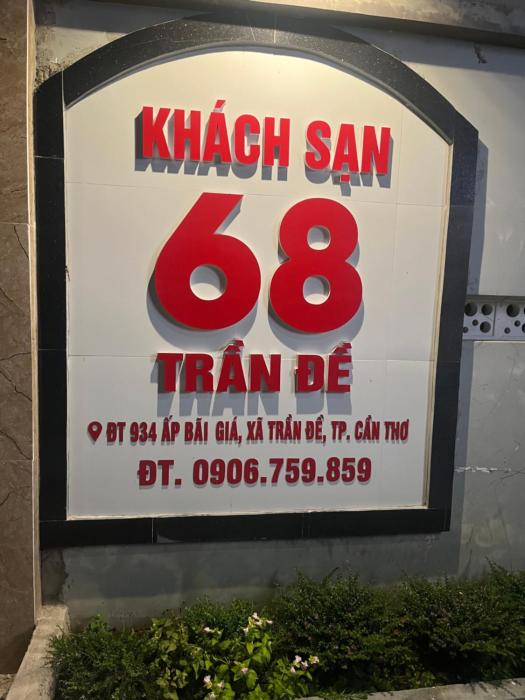 KHÁCH SẠN
68
TRẦN ĐỀ
ĐT 934 ẤP BÃI GIÁ, XÃ TRẦN ĐỀ, TP. CẦN THƠ
ĐT. 0906.759.859